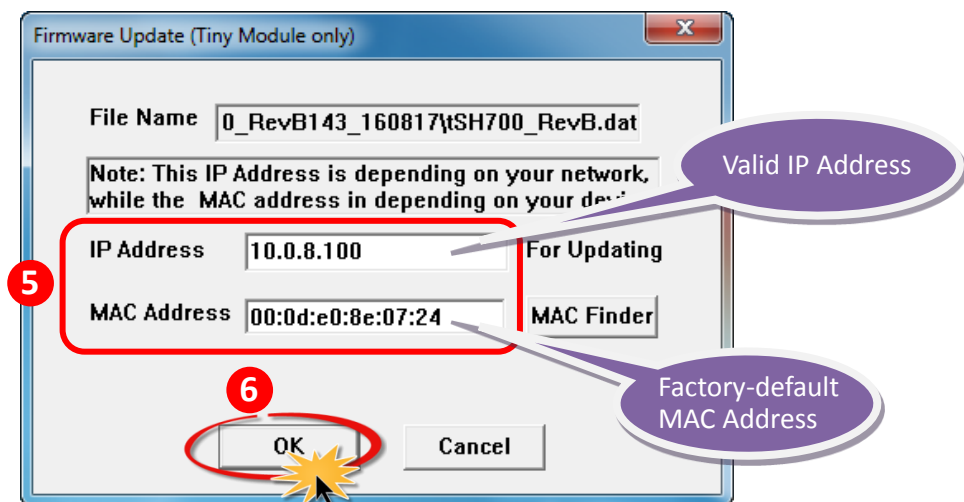 Firmware Update (Tiny Module only)
X
File Name 0_RevB143_160817\tSH700_RevB.dat
Note: This IP Address is depending on your network,
while the MAC address in depending on your
Valid IP Address
5
IP Address 10.0.8.100 For Updating
MAC Address 00:0d:e0:8e:07:24 MAC Finder
Factory-default
MAC Address
6
OK Cancel